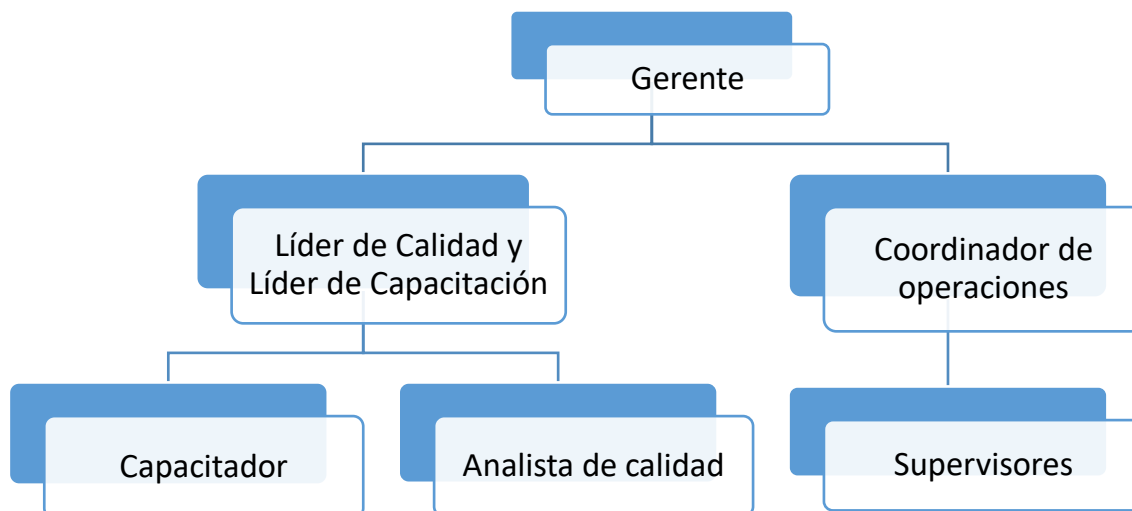 Gerente
Líder de Calidad y
Líder de Capacitación
Coordinador de
operaciones
Capacitador
Analista de calidad
Supervisores